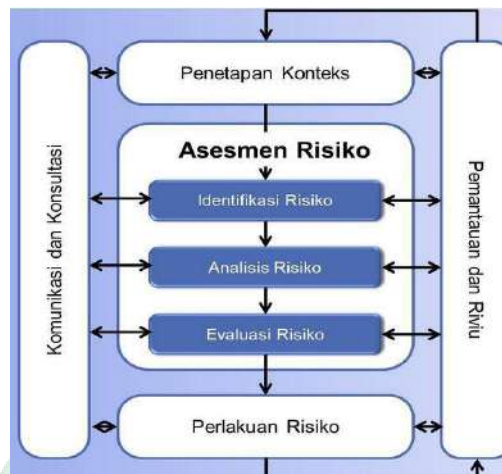 Penetapan Konteks
Komunikasi dan Konsultasi
Asesmen Risiko
Identifikasi Risiko
Analisis Risiko
Evaluasi Risiko
Perlakuan Risiko
Pemantauan dan Riviu